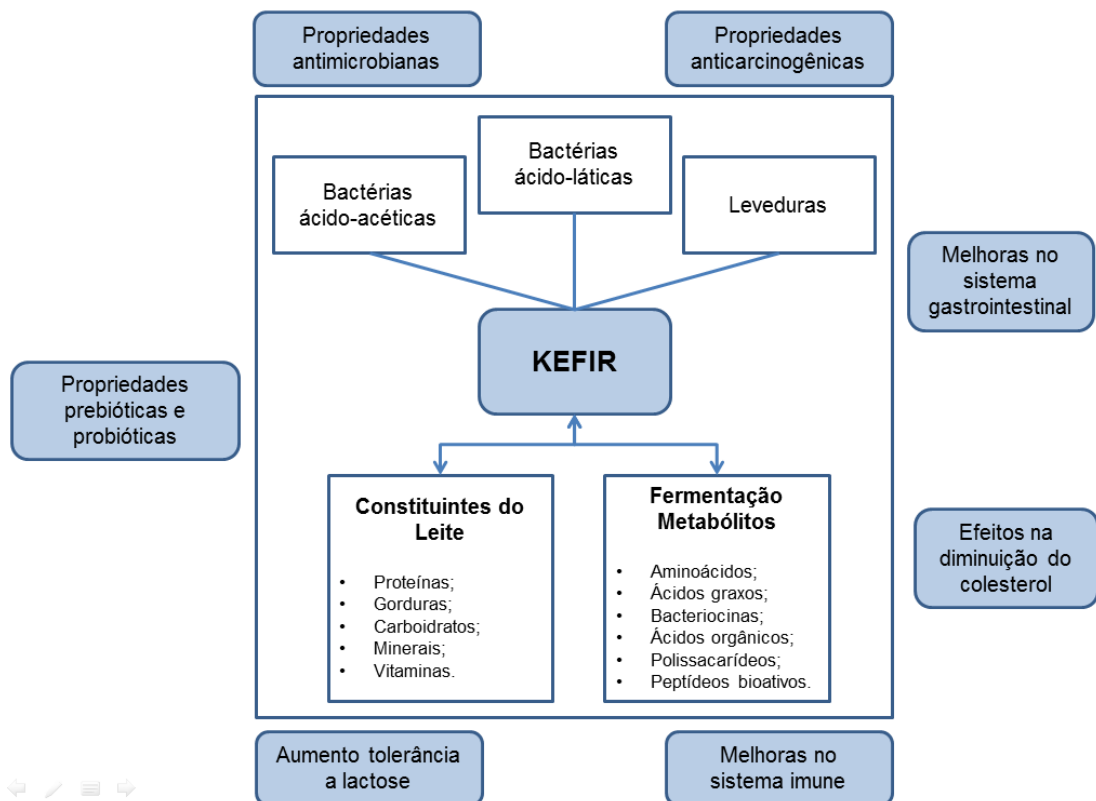 Propriedades
antimicrobianas
Propriedades
anticarcinogênicas
Bactérias
ácido-acéticas
Bactérias
ácido-láticas
Leveduras
Melhoras no
sistema
gastrointestinal
KEFIR
Propriedades
prebióticas e
probióticas
Constituintes do
Leite
• Proteínas;
• Gorduras;
• Carboidratos;
• Minerais;
• Vitaminas.
Fermentação
Metabólitos
• Aminoácidos;
• Ácidos graxos;
• Bacteriocinas;
• Ácidos orgânicos;
• Polissacarídeos;
• Peptídeos bioativos.
Efeitos na
diminuição do
colesterol
Aumento tolerância
a lactose
Melhoras no
sistema imune